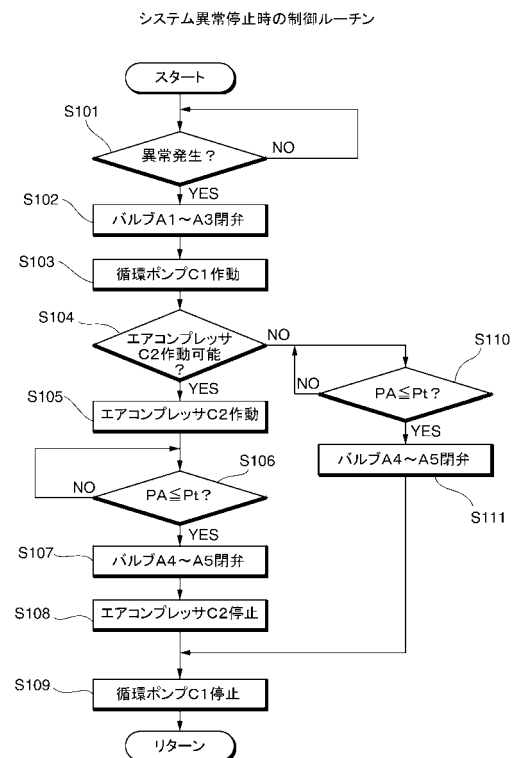 システム異常停止時の制御ルーチン
スタート
S101
異常発生？
NO
YES
S102
バルブA1～A3閉弁
S103
循環ポンプC1作動
S104
エアコンプレッサ
C2作動可能
？
NO
YES
S105
エアコンプレッサC2作動
S106
PA≦Pt？
NO
YES
S107
バルブA4～A5閉弁
S108
エアコンプレッサC2停止
S110
PA≦Pt？
NO
YES
バルブA4～A5閉弁
S111
S109
循環ポンプC1停止
リターン